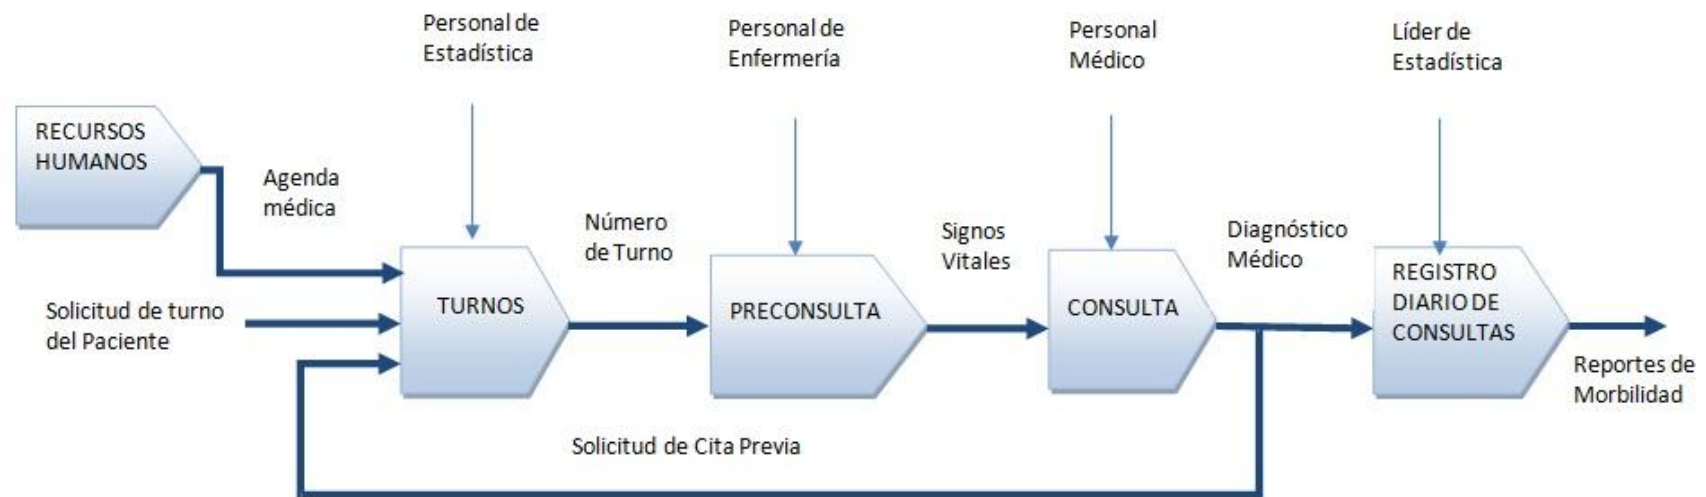 Personal de
Estadística
Personal de
Enfermería
Personal
Médico
Líder de
Estadística
RECURSOS
HUMANOS
Agenda
médica
Número
de Turno
Signos
Vitales
Diagnóstico
Médico
Solicitud de turno
del Paciente
TURNOS
PRECONSULTA
CONSULTA
REGISTRO
DIARIO DE
CONSULTAS
Reportes de
Morbilidad
Solicitud de Cita Previa